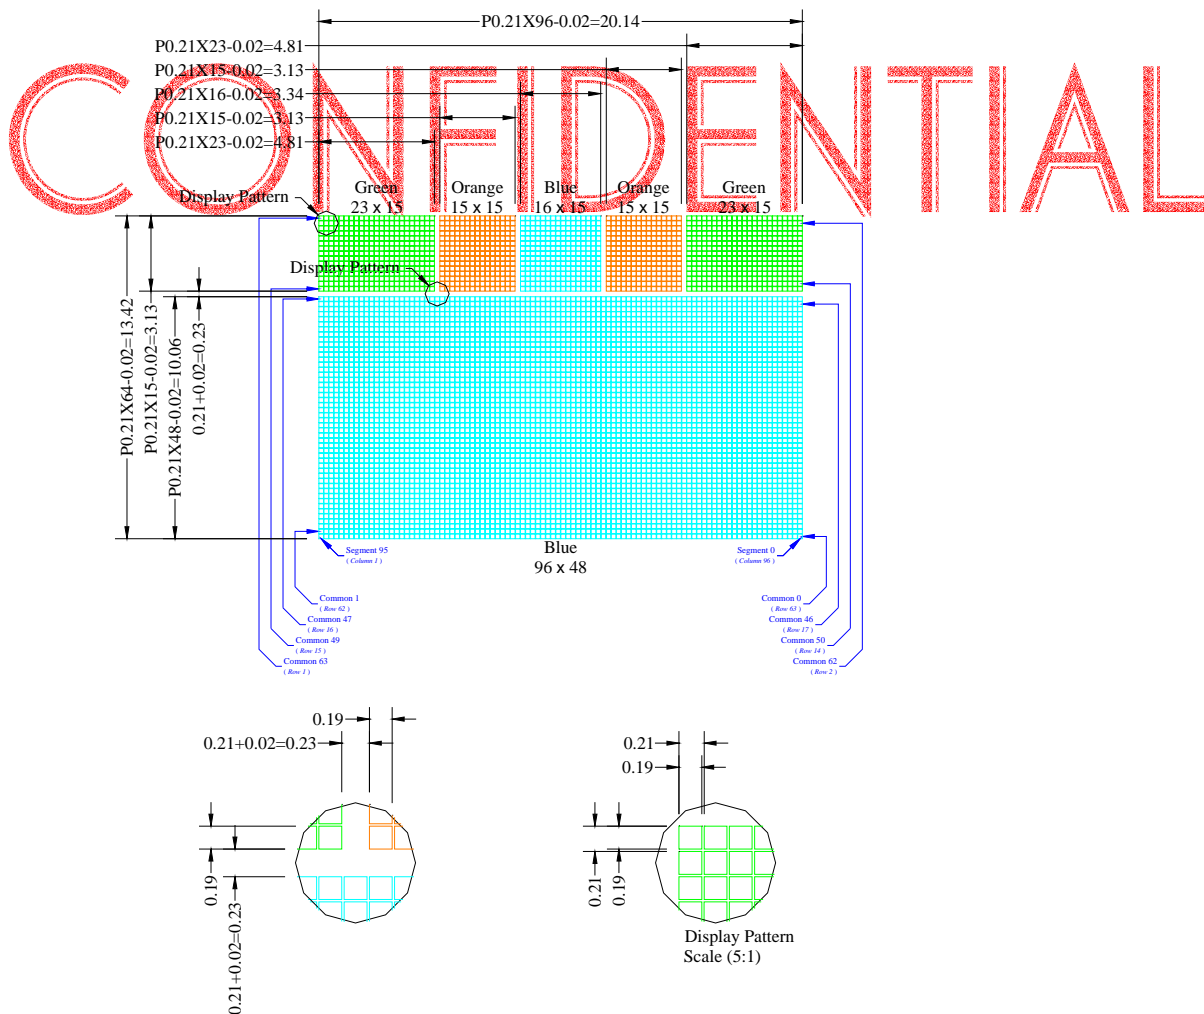 P0.21X96-0.02=20.14
P0.21X23-0.02=4.81
P0.21X15-0.02=3.13
P0.21X16-0.02=3.34
P0.21X15-0.02=3.13
P0.21X23-0.02=4.81
CONFIDENTIAL
Display Pattern
Green
23 x 15
Orange
15 x 15
Blue
16 x 15
Orange
15 x 15
Green
23 x 15
Display Pattern
P0.21X64-0.02=13.42
P0.21X15-0.02=3.13
P0.21X48-0.02=10.06
0.21+0.02=0.23
Segment 95
( Column 1 )
Blue
96 x 48
Segment 0
( Column 96 )
Common 1
( Row 62 )
Common 47
( Row 16 )
Common 49
( Row 15 )
Common 63
( Row 1 )
Common 0
( Row 63 )
Common 46
( Row 17 )
Common 50
( Row 14 )
Common 62
( Row 2 )
0.19
0.21+0.02=0.23
0.19
0.21+0.02=0.23
0.21
0.19
0.21
0.19
Display Pattern
Scale (5:1)